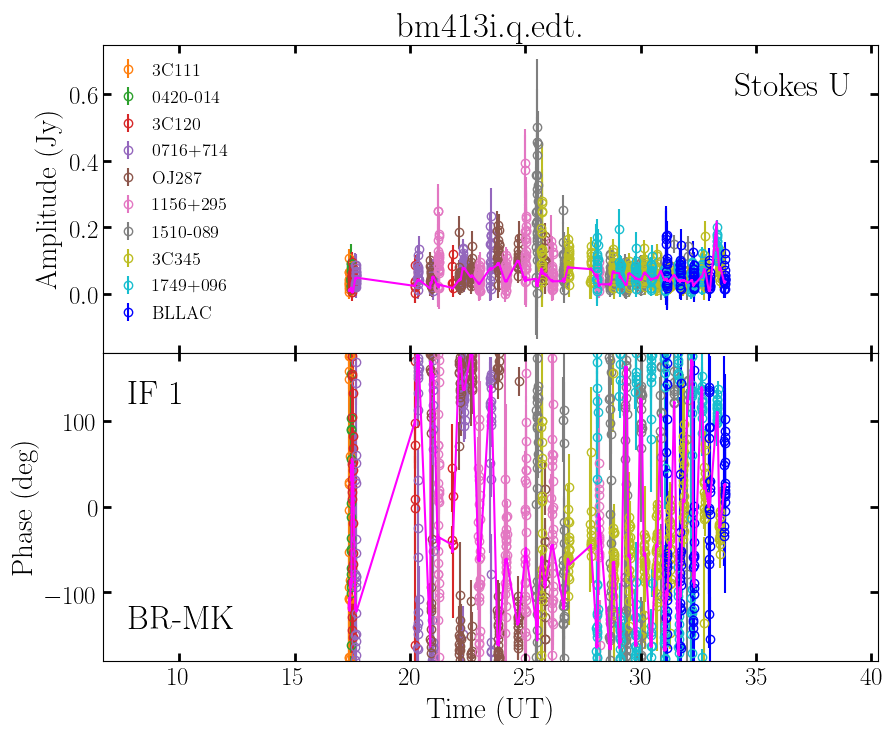 bm413i.q.edt.
Stokes U
3C111
0420-014
3C120
0716+714
OJ287
1156+295
1510-089
3C345
1749+096
BLLAC
Amplitude (Jy)
0.6
0.4
0.2
0.0
IF 1
BR-MK
Phase (deg)
100
0
−100
10 15 20 25 30 35 40
Time (UT)